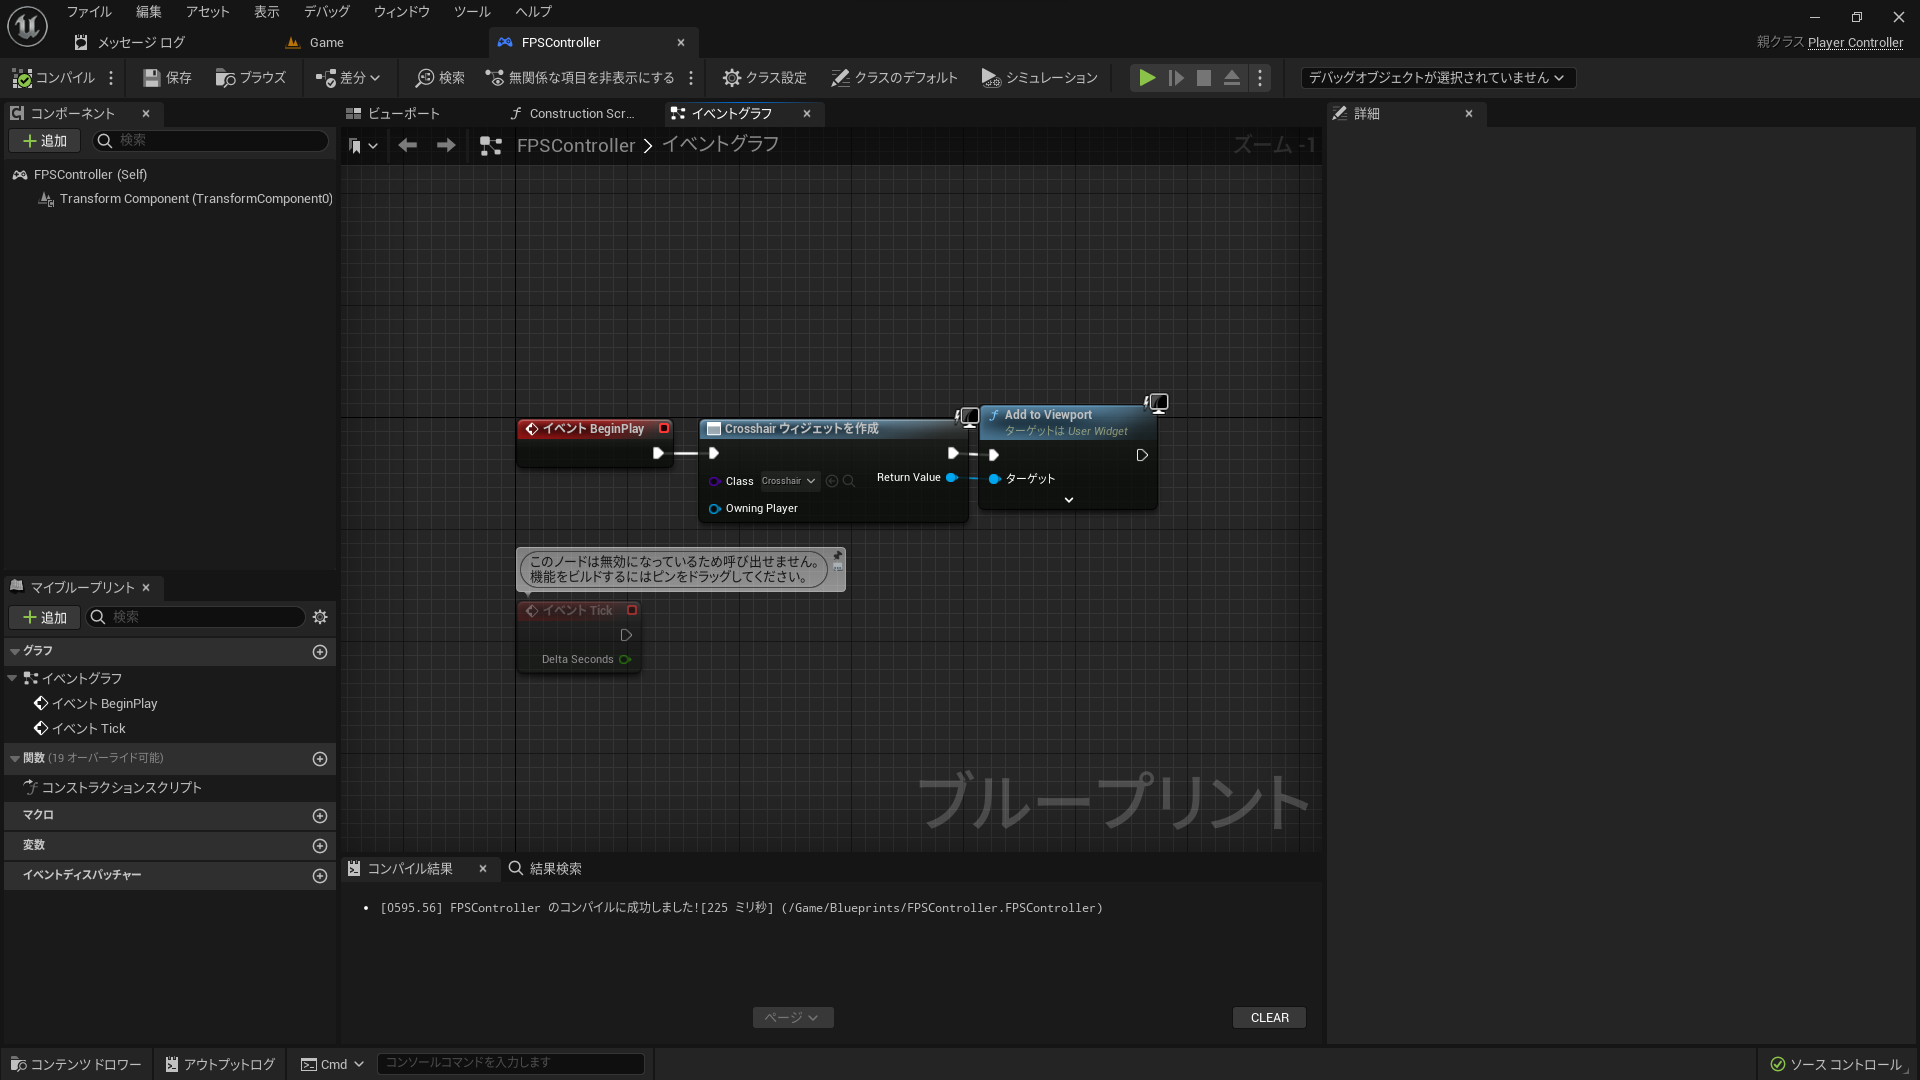 ファイル 編集 アセット 表示 デバッグ ウィンドウ ツール ヘルプ
メッセージ ログ Game FPSController
親クラス Player Controller
コンパイル 保存 ブラウズ 差分 検索 無関係な項目を非表示にする クラス設定 クラスのデフォルト シミュレーション デバッグオブジェクトが選択されていません
コンポーネント
追加 検索
FPSController (Self)
Transform Component (TransformComponent0)
マイブループリント
追加 検索
グラフ
イベントグラフ
イベント BeginPlay
イベント Tick
関数 (19 オーバーライド可能)
コンストラクションスクリプト
マクロ
変数
イベントディスパッチャー
ビューポート Construction Scr... イベントグラフ
FPSController イベントグラフ ズーム -1
イベント BeginPlay
Crosshair ウィジェットを作成
Class Crosshair Return Value
Owning Player
Add to Viewport
ターゲットは User Widget
ターゲット
このノードは無効になっているため呼び出せません。
機能をビルドするにはピンをドラッグしてください。
イベント Tick
Delta Seconds
ブループリント
コンパイル結果 結果検索
• [0595.56] FPSController のコンパイルに成功しました![225 ミリ秒] (/Game/Blueprints/FPSController.FPSController)
ページ CLEAR
詳細
コンテンツ ドロワー アウトプットログ Cmd コンソールコマンドを入力します ソース コントロール